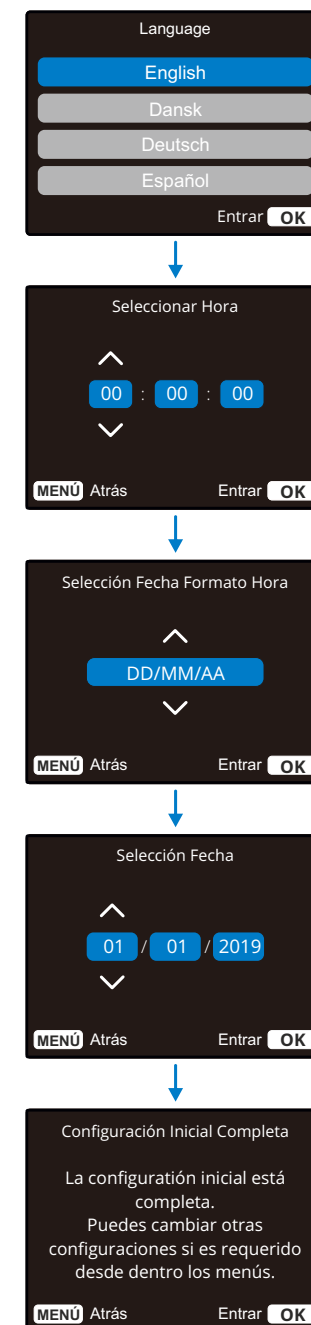 Language
English
Dansk
Deutsch
Español
Entrar OK
Seleccionar Hora
00 : 00 : 00
MENÚ Atrás Entrar OK
Selección Fecha Formato Hora
DD/MM/AA
MENÚ Atrás Entrar OK
Selección Fecha
01 / 01 / 2019
MENÚ Atrás Entrar OK
Configuración Inicial Completa
La configuratión inicial está
completa.
Puedes cambiar otras
configuraciones si es requerido
desde dentro los menús.
MENÚ Atrás Entrar OK